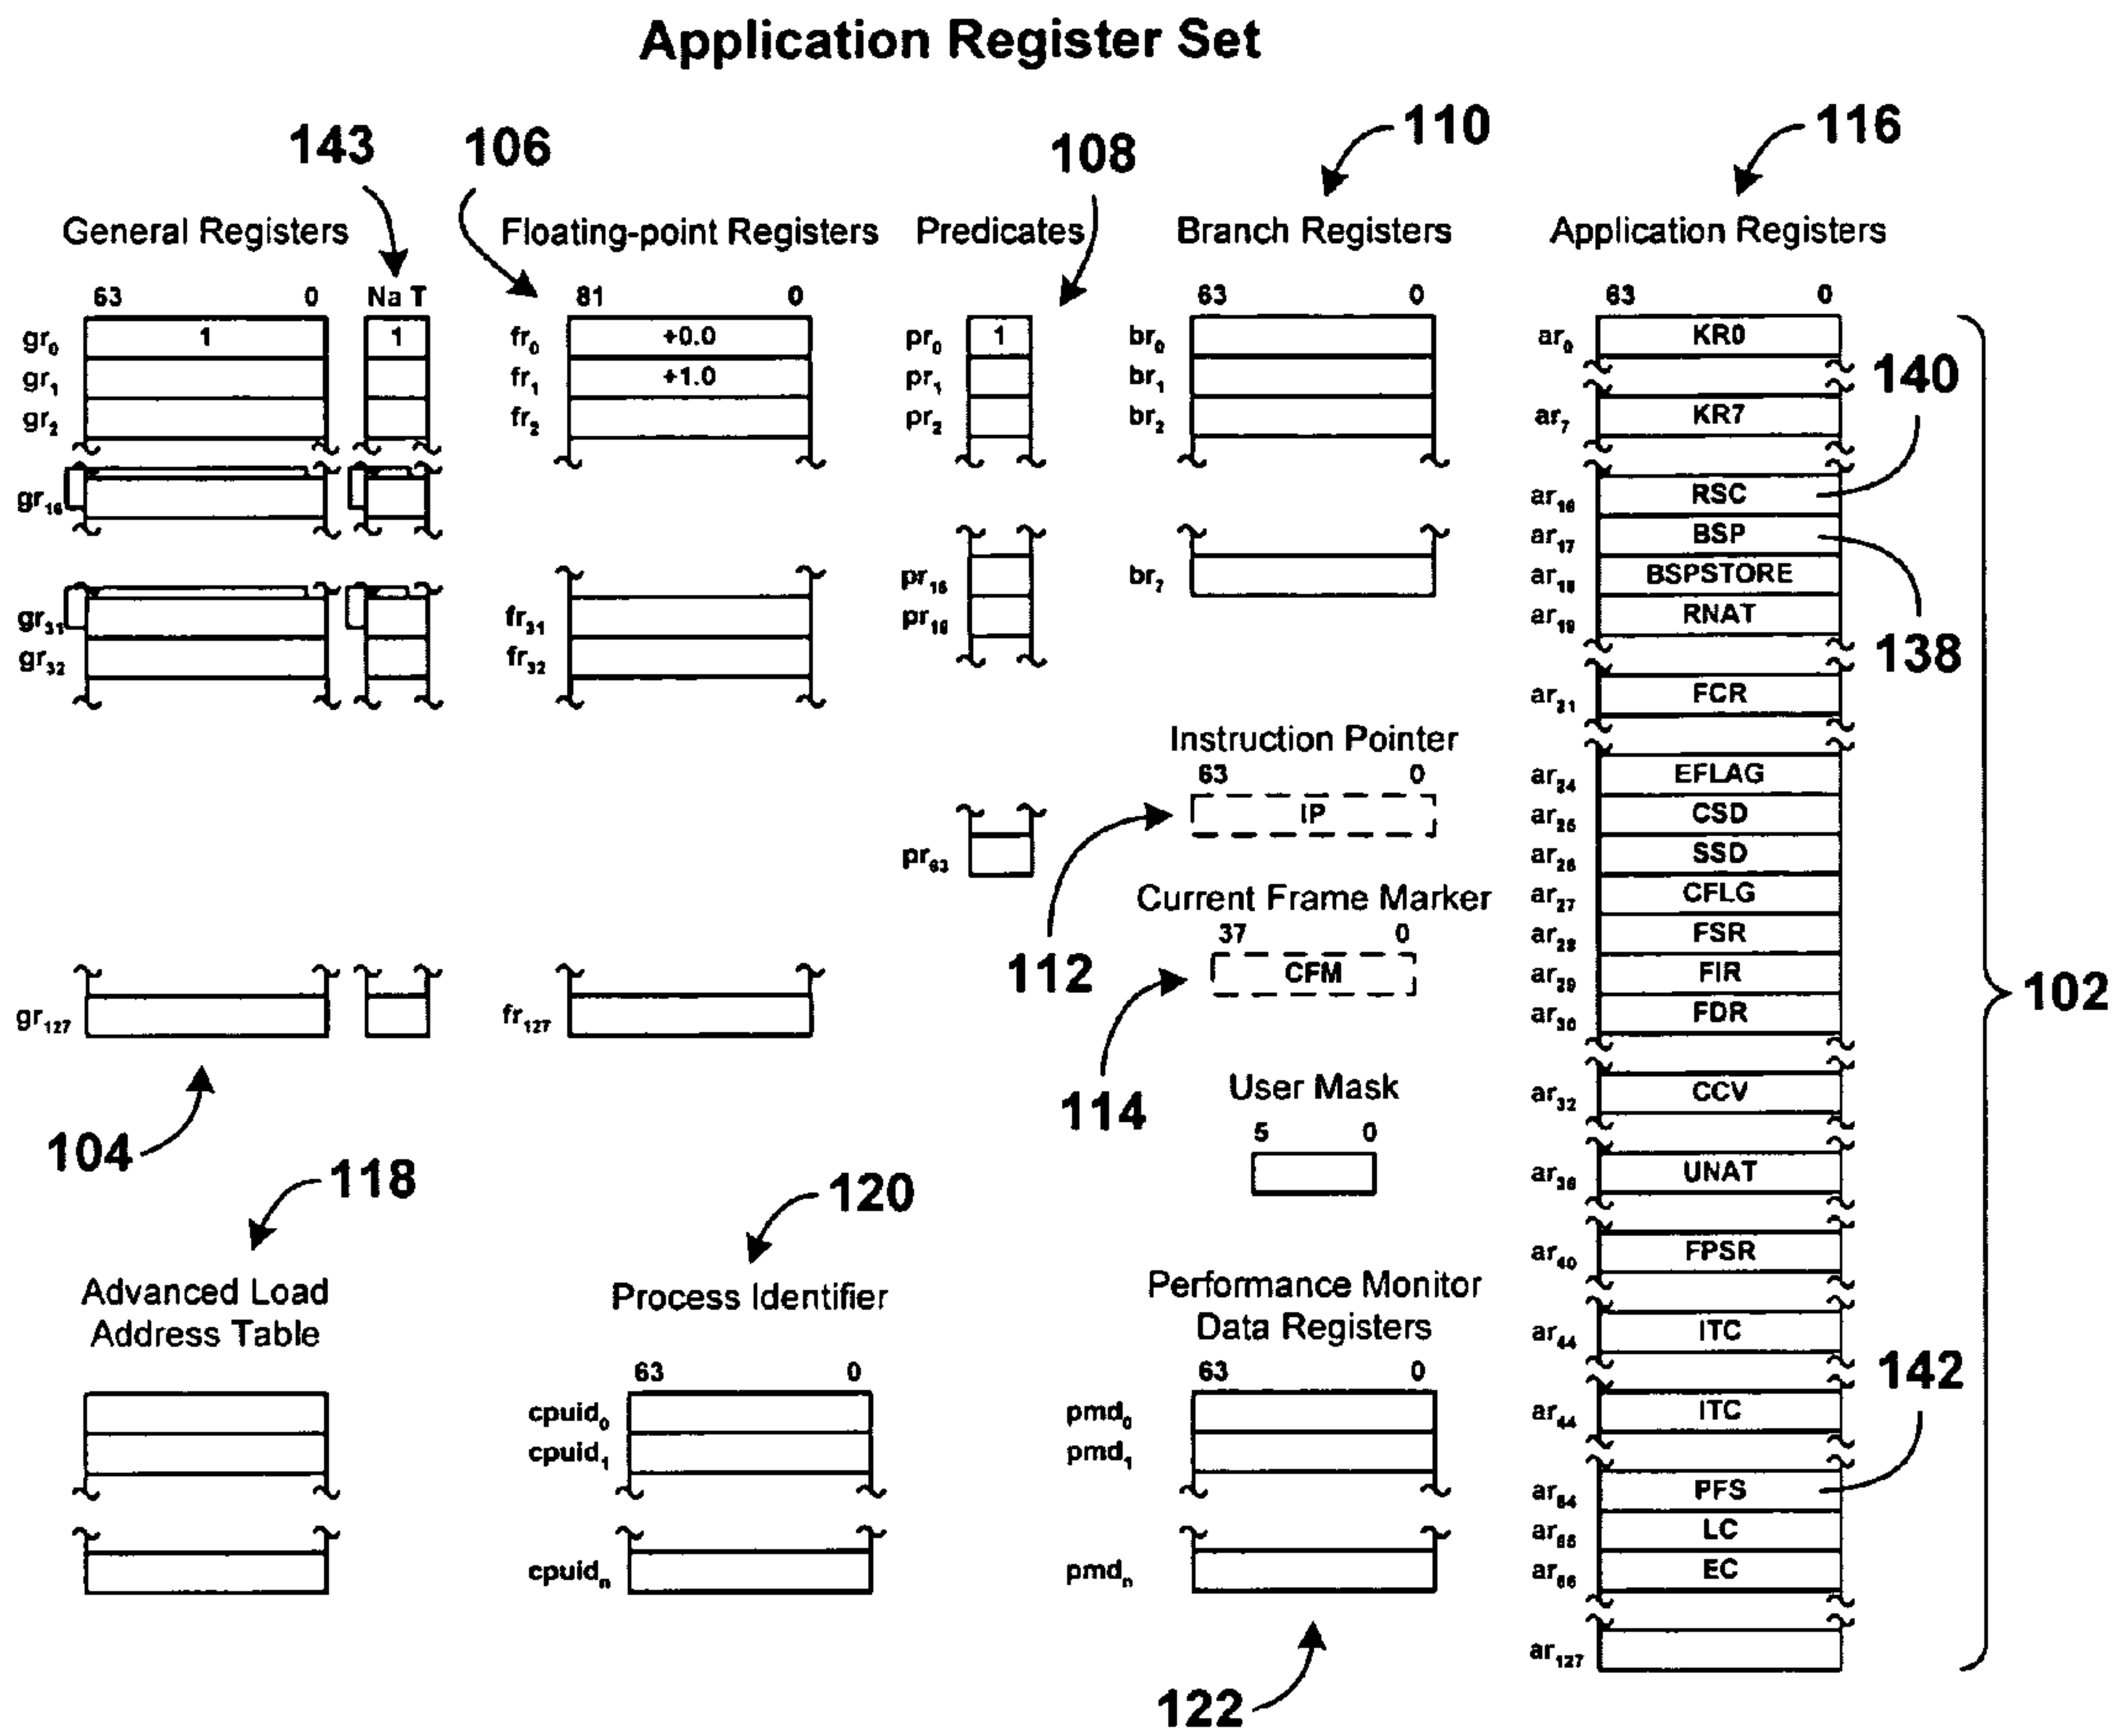 Application Register Set
143
106
108
110
116
General Registers
Floating-point Registers
Predicates
Branch Registers
Application Registers
63 0
Na T
81 0
63 0
63 0
gr0 1 1
gr1
gr2
gr16
gr31
gr32
gr127
104
fr0 +0.0
fr1 +1.0
fr2
fr31
fr32
fr127
pr0 1
pr1
pr2
pr15
pr16
pr63
br0
br1
br2
br7
Instruction Pointer
63 0
IP
112
Current Frame Marker
37 0
CFM
114
User Mask
5 0
ar0 KR0
ar7 KR7
ar16 RSC
ar17 BSP
ar18 BSPSTORE
ar19 RNAT
ar21 FCR
ar24 EFLAG
ar25 CSD
ar26 SSD
ar27 CFLG
ar28 FSR
ar29 FIR
ar30 FDR
ar32 CCV
ar36 UNAT
ar40 FPSR
ar44 ITC
ar44 ITC
ar64 PFS
ar65 LC
ar66 EC
ar127
140
138
102
142
118
Advanced Load
Address Table
120
Process Identifier
63 0
cpuid0
cpuid1
cpuidn
Performance Monitor
Data Registers
63 0
pmd0
pmd1
pmdn
122